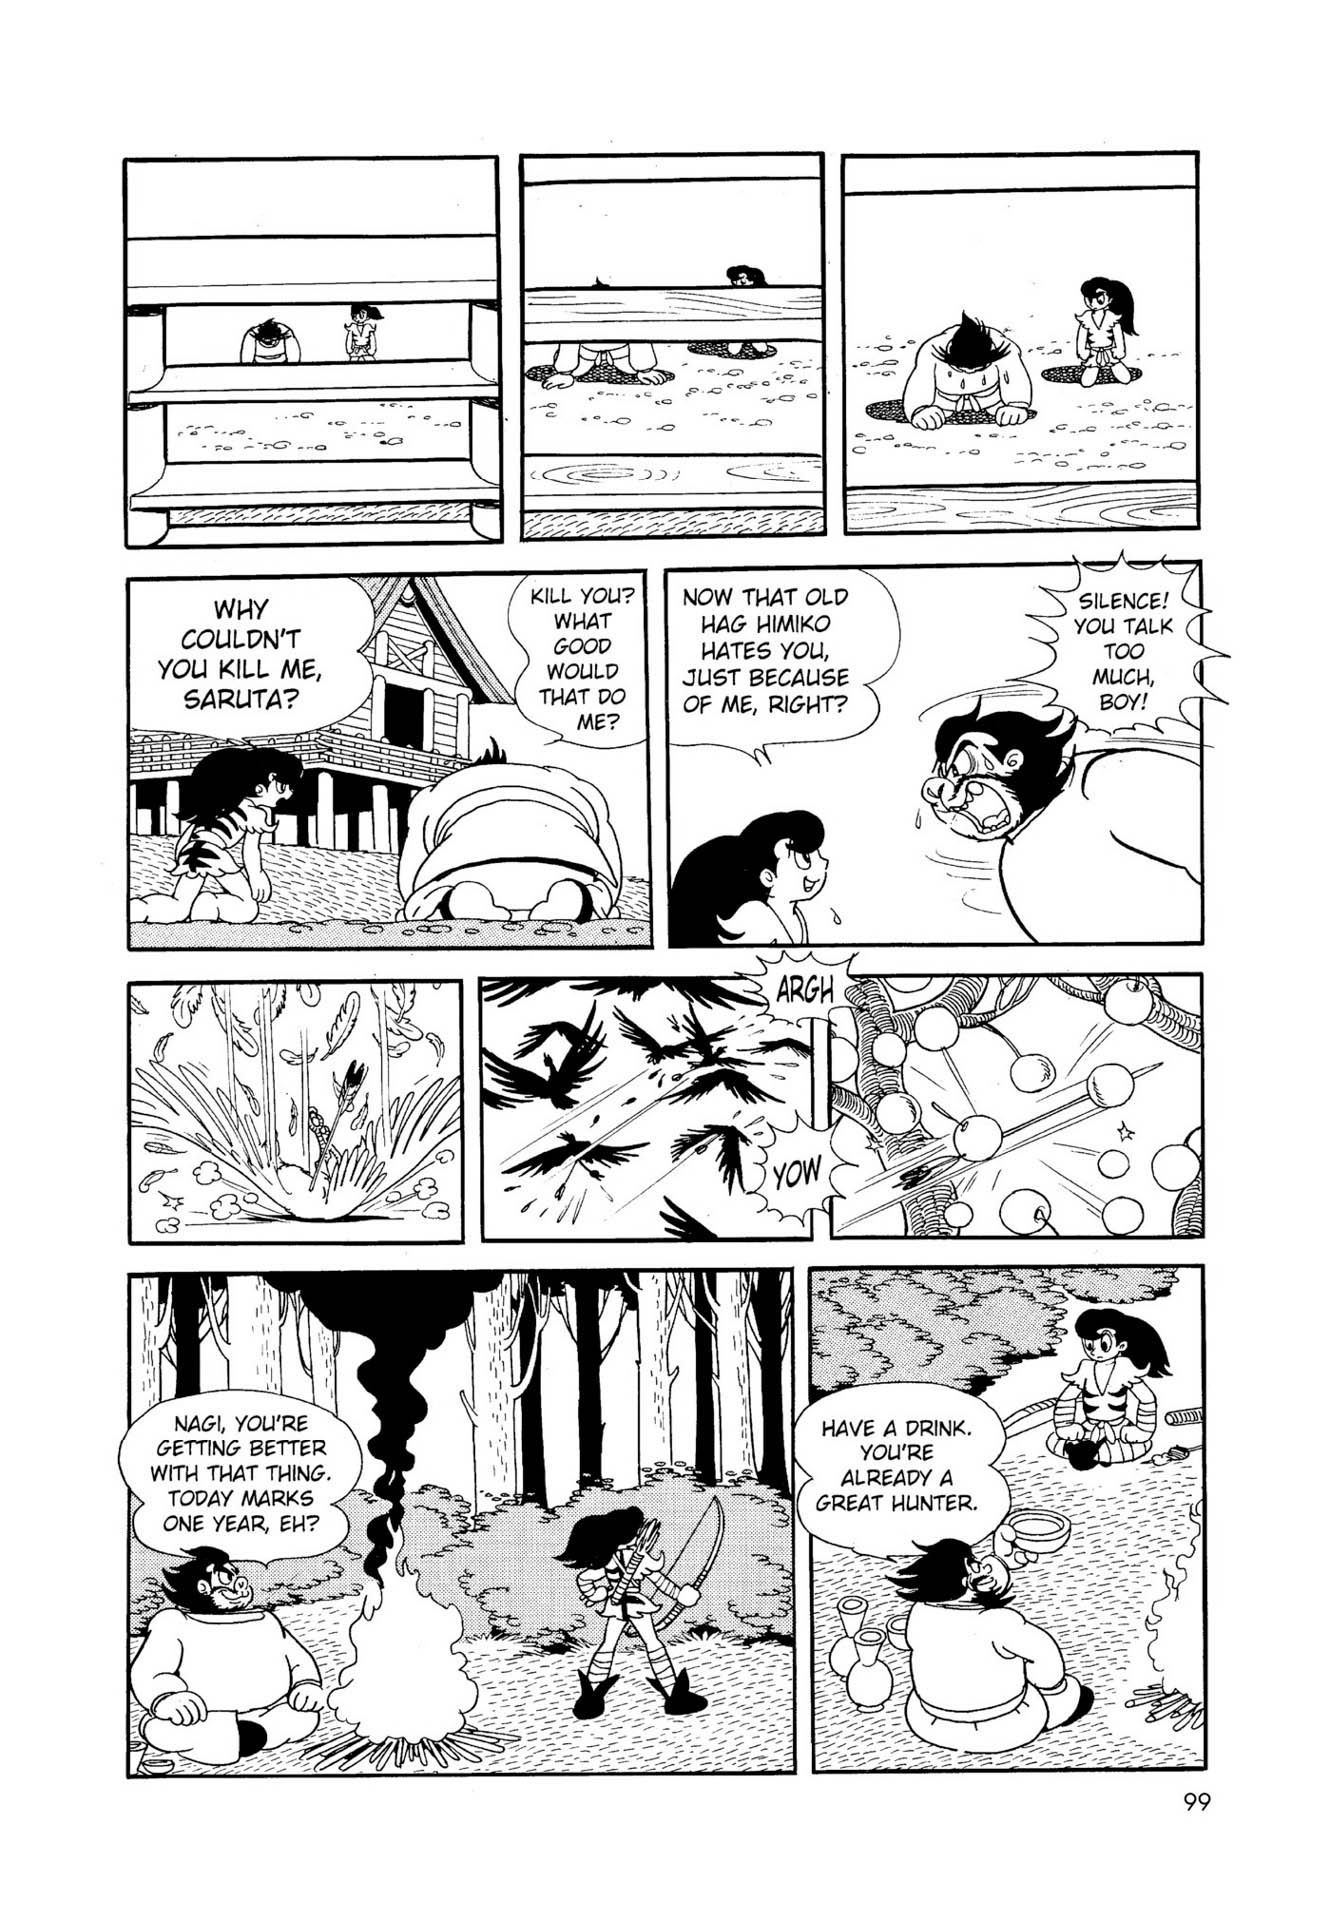 WHY
COULDN'T
YOU KILL ME,
SARUTA?
KILL YOU?
WHAT
GOOD
WOULD
THAT DO
ME?
NOW THAT OLD
HAG HIMIKO
HATES YOU,
JUST BECAUSE
OF ME, RIGHT?
SILENCE!
YOU TALK
TOO
MUCH,
BOY!
ARGH
YOW
NAGI, YOU'RE
GETTING BETTER
WITH THAT THING.
TODAY MARKS
ONE YEAR, EH?
HAVE A DRINK.
YOU'RE
ALREADY A
GREAT HUNTER.
99